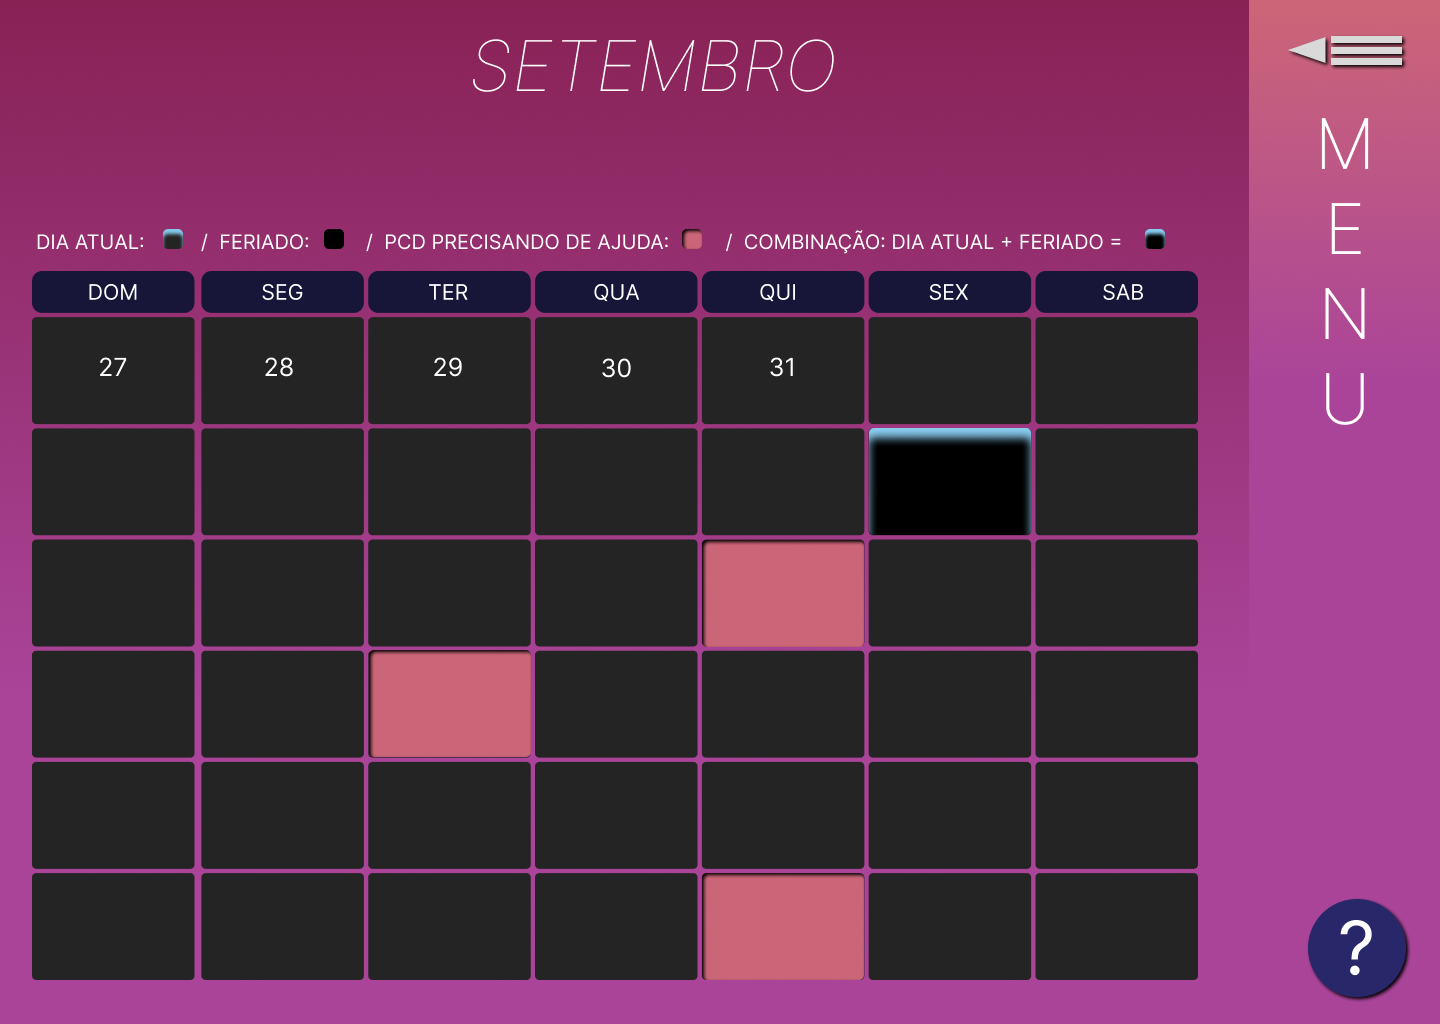 SETEMBRO
MENU
DIA ATUAL: / FERIADO: / PCD PRECISANDO DE AJUDA: / COMBINAÇÃO: DIA ATUAL + FERIADO =
DOM SEG TER QUA QUI SEX SAB
27 28 29 30 31
?